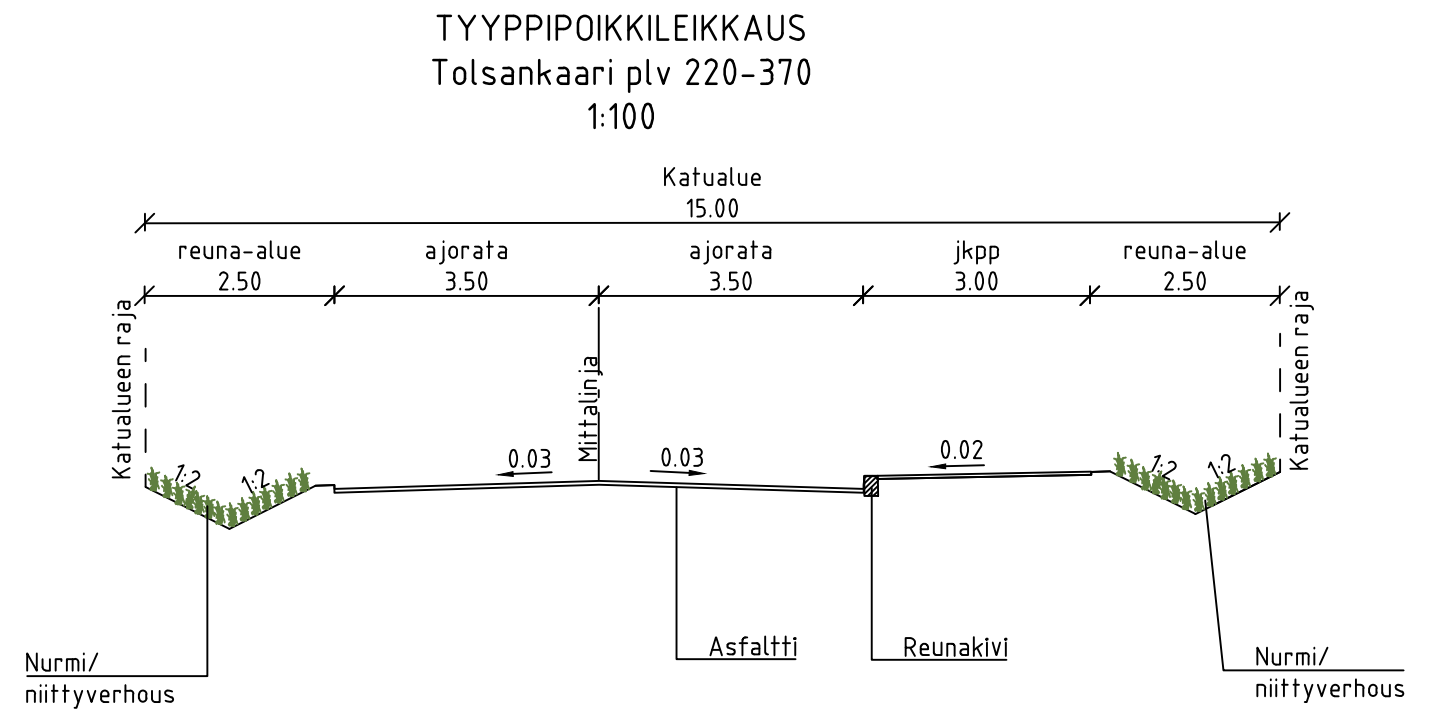 TYYPPIPOIKKILEIKKAUS
Tolsankaari plv 220-370
1:100
Katualue
15.00
reuna-alue
2.50
ajorata
3.50
ajorata
3.50
jkpp
3.00
reuna-alue
2.50
Katualueen raja
Mittalinja
Katualueen raja
1:2
1:2
0.03
0.03
0.02
1:2
1:2
Nurmi/
niittyverhous
Asfaltti
Reunakivi
Nurmi/
niittyverhous